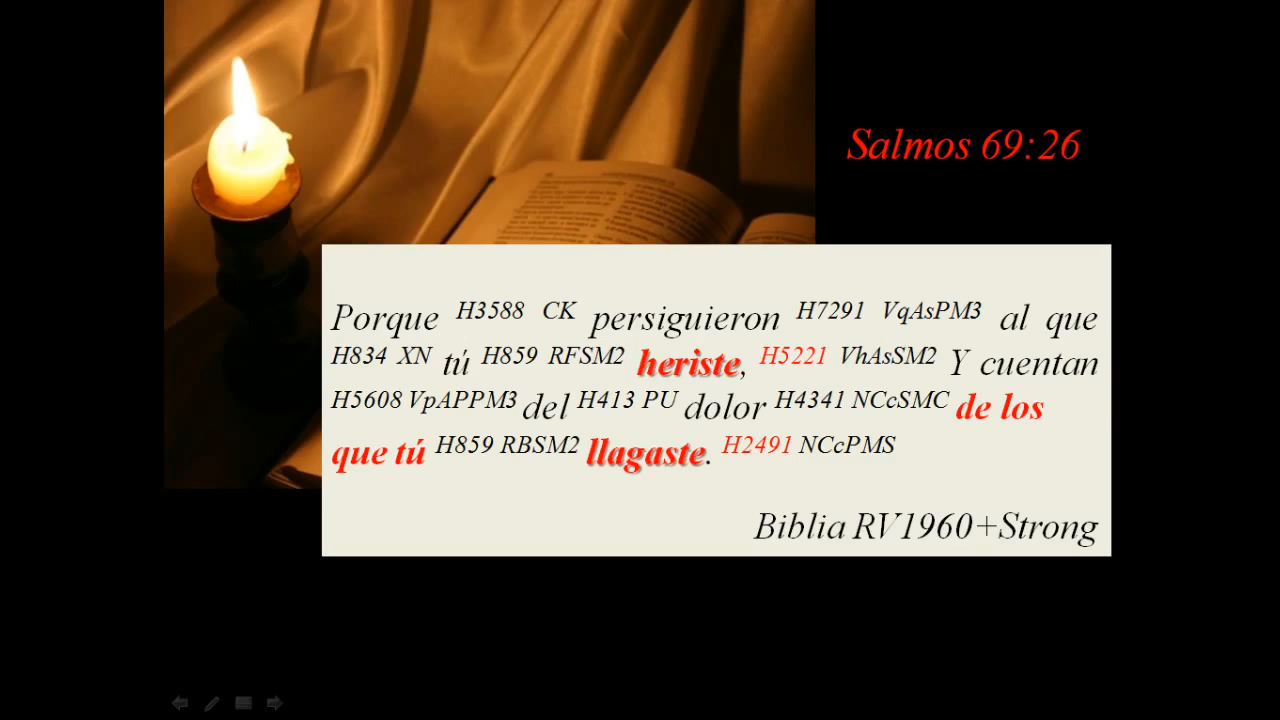 Salmos 69:26
Porque H3588 CK persiguieron H7291 VqAsPM3 al que
H834 XN tú H859 RFSM2 heriste, H5221 VhAsSM2 Y cuentan
H5608 VpAPPM3 del H413 PU dolor H4341 NCcSMC de los
que tú H859 RBSM2 llagaste. H2491 NCcPMS
Biblia RV1960+Strong